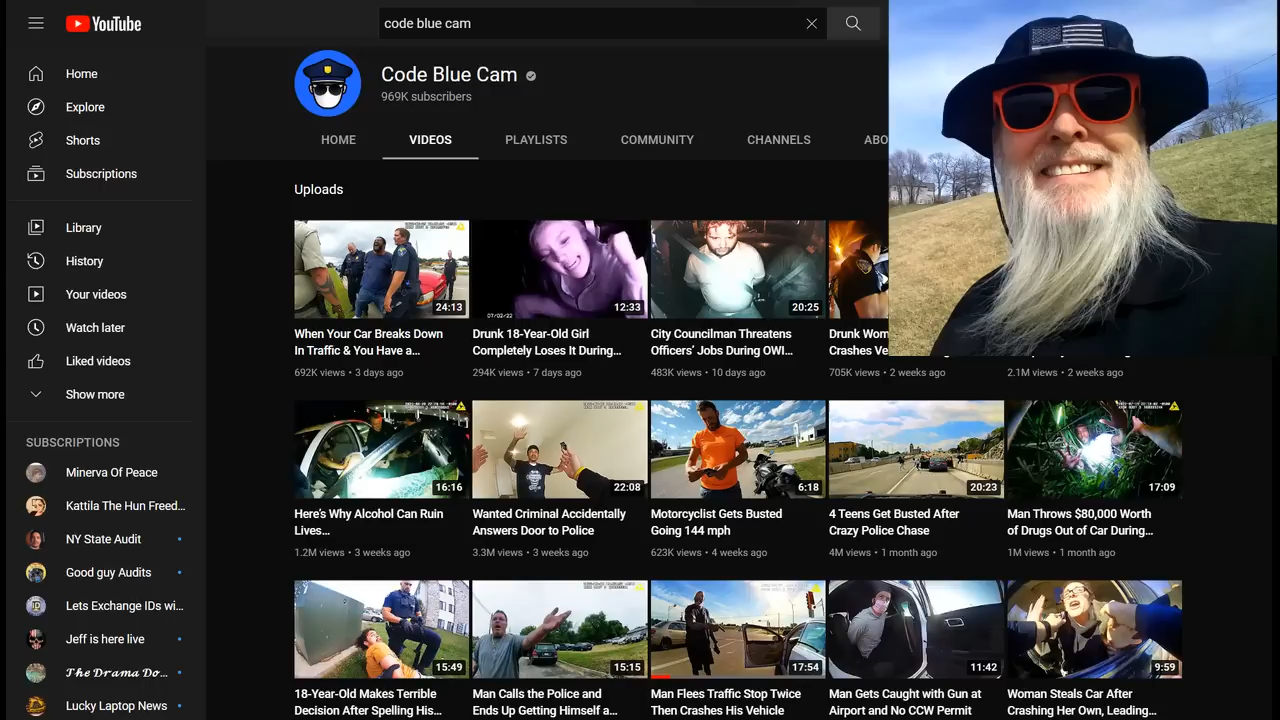 YouTube
code blue cam
Home
Explore
Shorts
Subscriptions
Library
History
Your videos
Watch later
Liked videos
Show more
SUBSCRIPTIONS
Minerva Of Peace
Kattila The Hun Freed...
NY State Audit
Good guy Audits
Lets Exchange IDs wi...
Jeff is here live
The Drama Do...
Lucky Laptop News
Code Blue Cam
969K subscribers
HOME VIDEOS PLAYLISTS COMMUNITY CHANNELS ABO
Uploads
24:13 12:33 20:25
07/02/22
When Your Car Breaks Down
In Traffic & You Have a...
692K views • 3 days ago
Drunk 18-Year-Old Girl
Completely Loses It During...
294K views • 7 days ago
City Councilman Threatens
Officers' Jobs During OWI...
483K views • 10 days ago
Drunk Wom
Crashes Ve
705K views • 2 weeks ago
2.1M views • 2 weeks ago
16:16 22:08 6:18 20:23 17:09
Here's Why Alcohol Can Ruin
Lives...
1.2M views • 3 weeks ago
Wanted Criminal Accidentally
Answers Door to Police
3.3M views • 3 weeks ago
Motorcyclist Gets Busted
Going 144 mph
623K views • 4 weeks ago
4 Teens Get Busted After
Crazy Police Chase
4M views • 1 month ago
Man Throws $80,000 Worth
of Drugs Out of Car During...
1M views • 1 month ago
15:49 15:15 17:54 11:42 9:59
18-Year-Old Makes Terrible
Decision After Spelling His...
Man Calls the Police and
Ends Up Getting Himself a...
Man Flees Traffic Stop Twice
Then Crashes His Vehicle
Man Gets Caught with Gun at
Airport and No CCW Permit
Woman Steals Car After
Crashing Her Own, Leading...